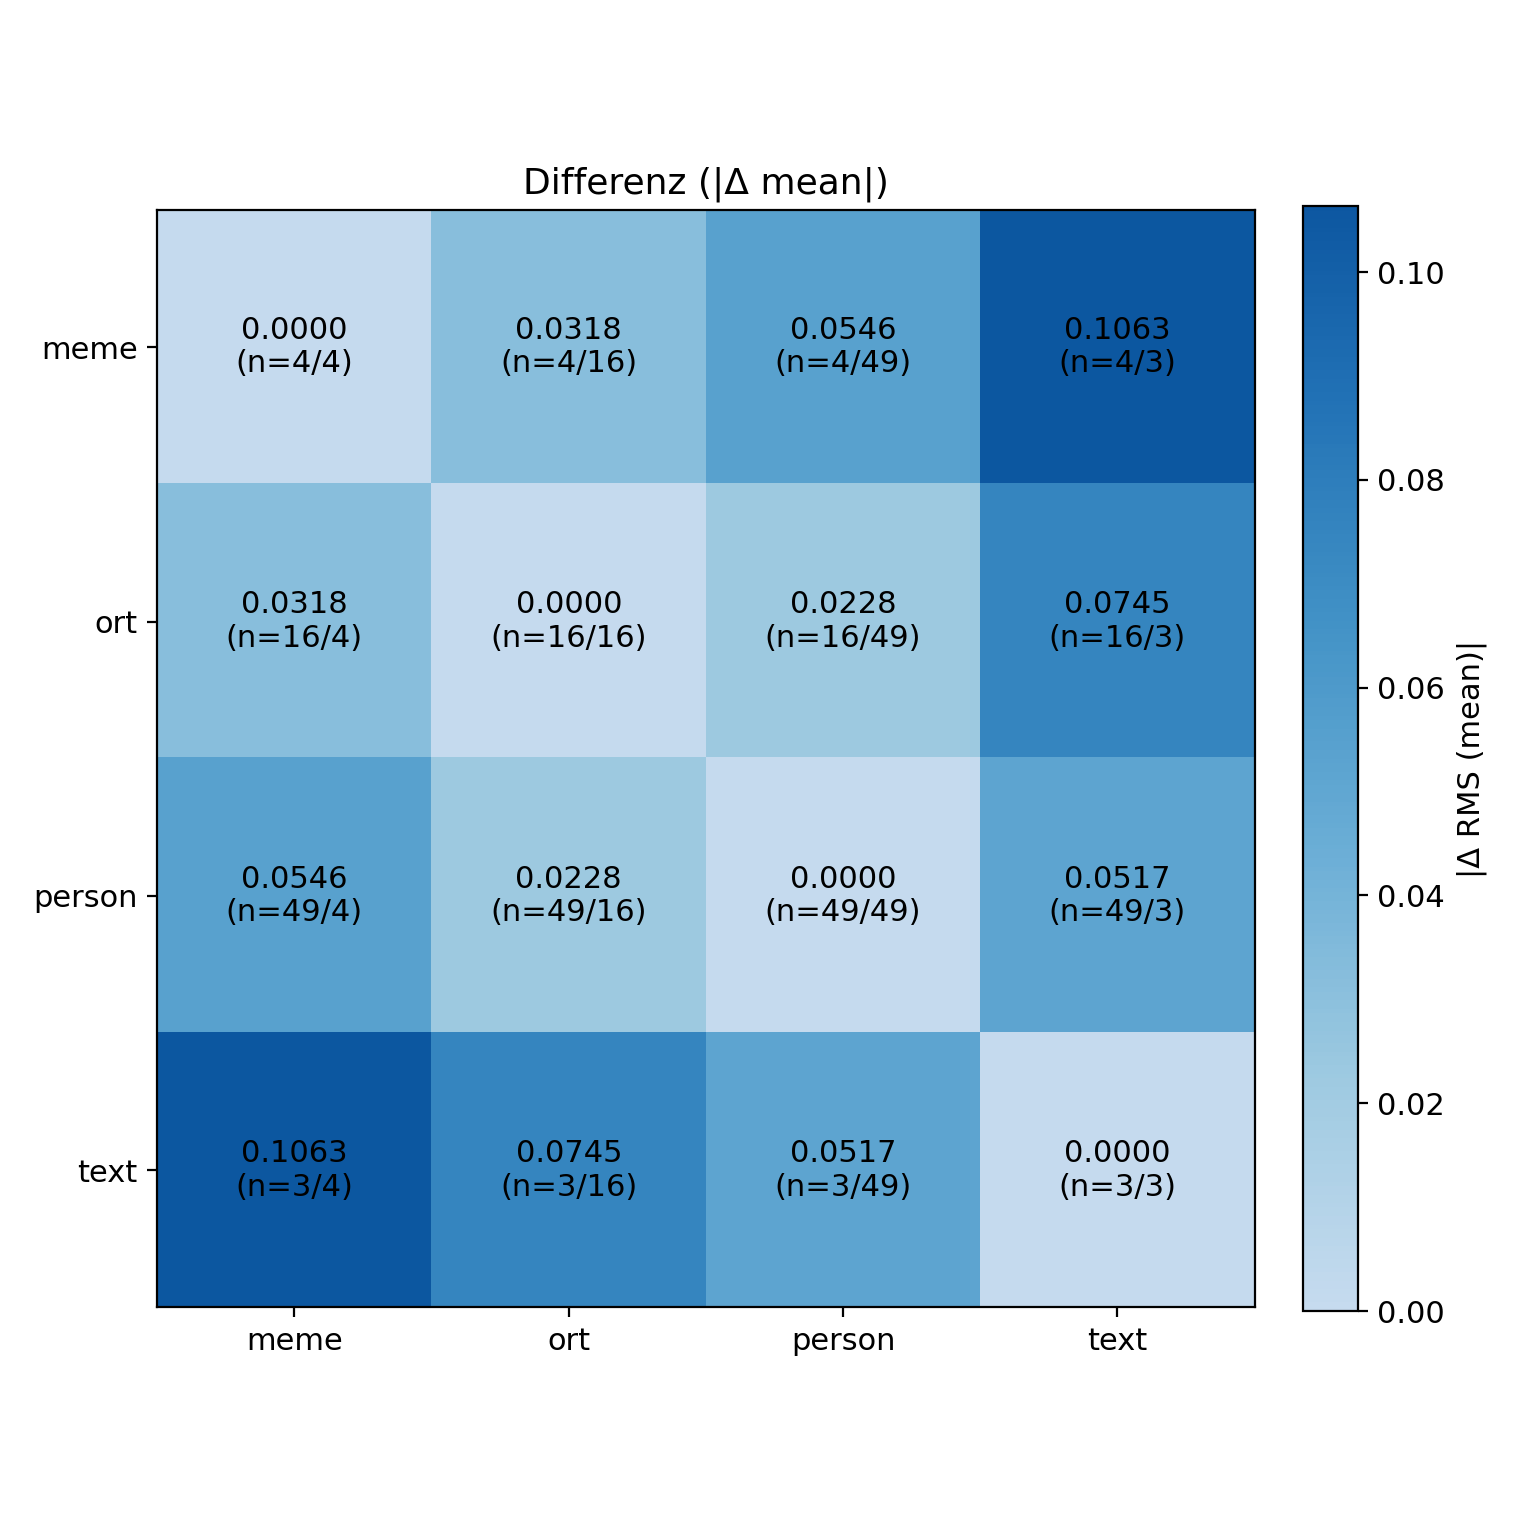 Differenz (|Δ mean|)
meme
0.0000
(n=4/4)
0.0318
(n=4/16)
0.0546
(n=4/49)
0.1063
(n=4/3)
ort
0.0318
(n=16/4)
0.0000
(n=16/16)
0.0228
(n=16/49)
0.0745
(n=16/3)
person
0.0546
(n=49/4)
0.0228
(n=49/16)
0.0000
(n=49/49)
0.0517
(n=49/3)
text
0.1063
(n=3/4)
0.0745
(n=3/16)
0.0517
(n=3/49)
0.0000
(n=3/3)
meme
ort
person
text
0.10
0.08
0.06
0.04
0.02
0.00
|Δ RMS (mean)|